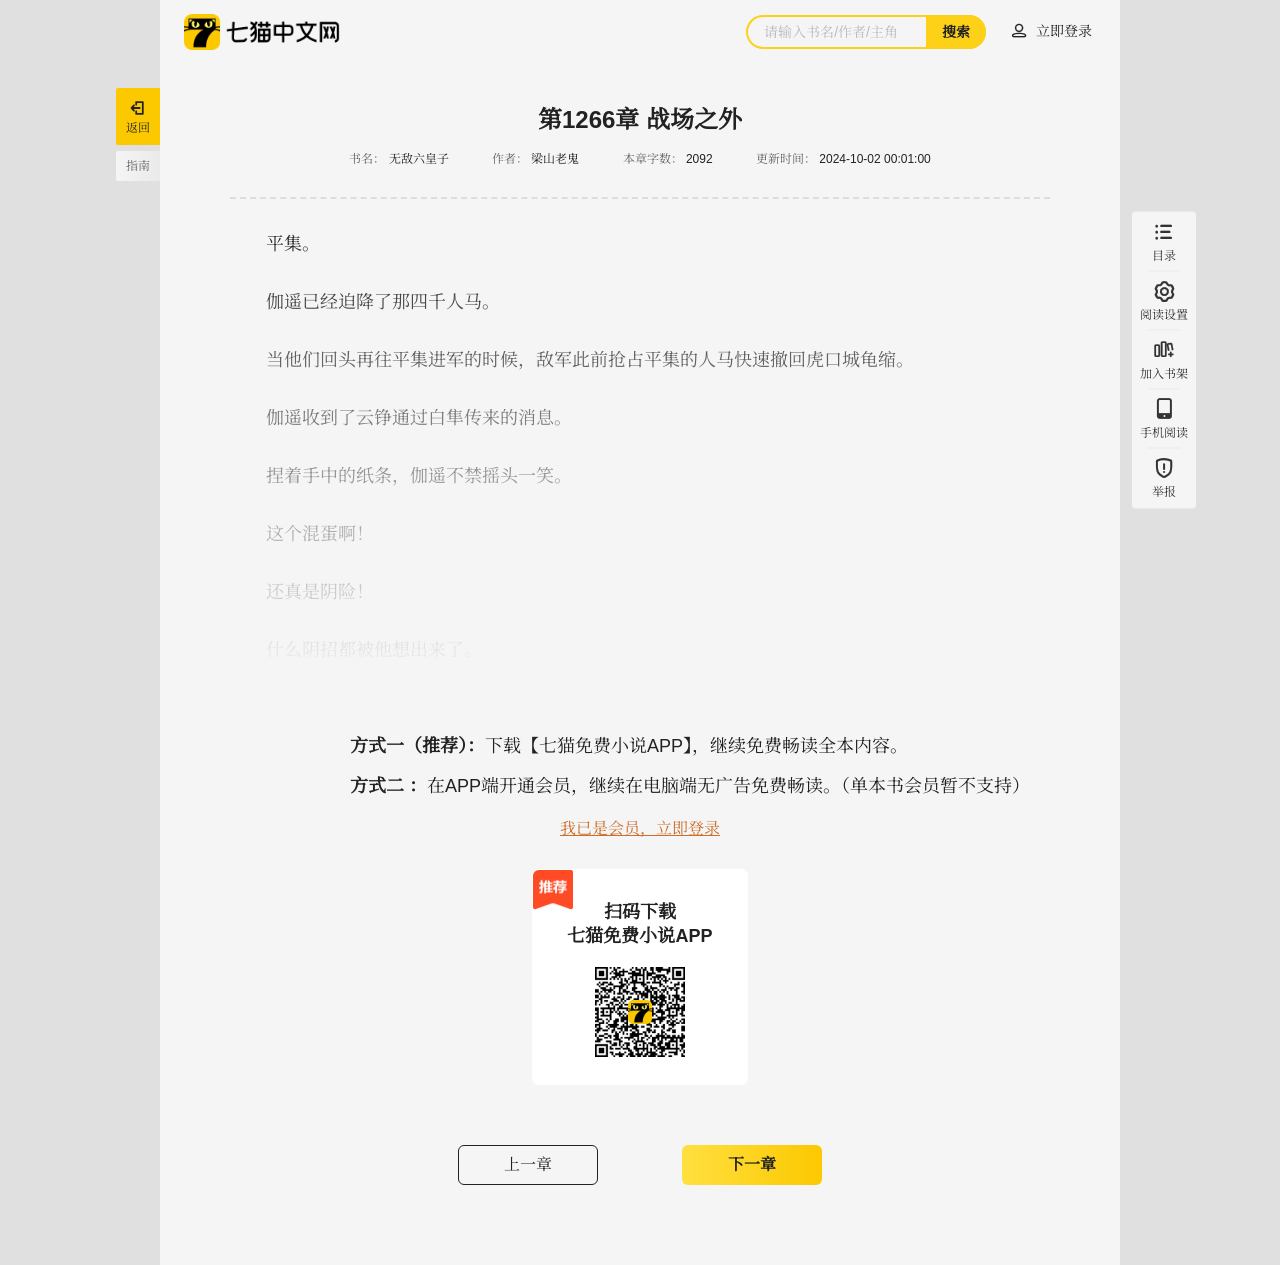 七猫中文网
请输入书名/作者/主角
搜索
立即登录
返回
指南
第1266章 战场之外
书名： 无敌六皇子 作者： 梁山老鬼 本章字数： 2092 更新时间： 2024-10-02 00:01:00
平集。
伽遥已经迫降了那四千人马。
当他们回头再往平集进军的时候，敌军此前抢占平集的人马快速撤回虎口城龟缩。
伽遥收到了云铮通过白隼传来的消息。
捏着手中的纸条，伽遥不禁摇头一笑。
这个混蛋啊！
还真是阴险！
什么阴招都被他想出来了。
目录
阅读设置
加入书架
手机阅读
举报
方式一（推荐）：下载【七猫免费小说APP】，继续免费畅读全本内容。
方式二 ：在APP端开通会员，继续在电脑端无广告免费畅读。（单本书会员暂不支持）
我已是会员，立即登录
推荐
扫码下载
七猫免费小说APP
上一章
下一章